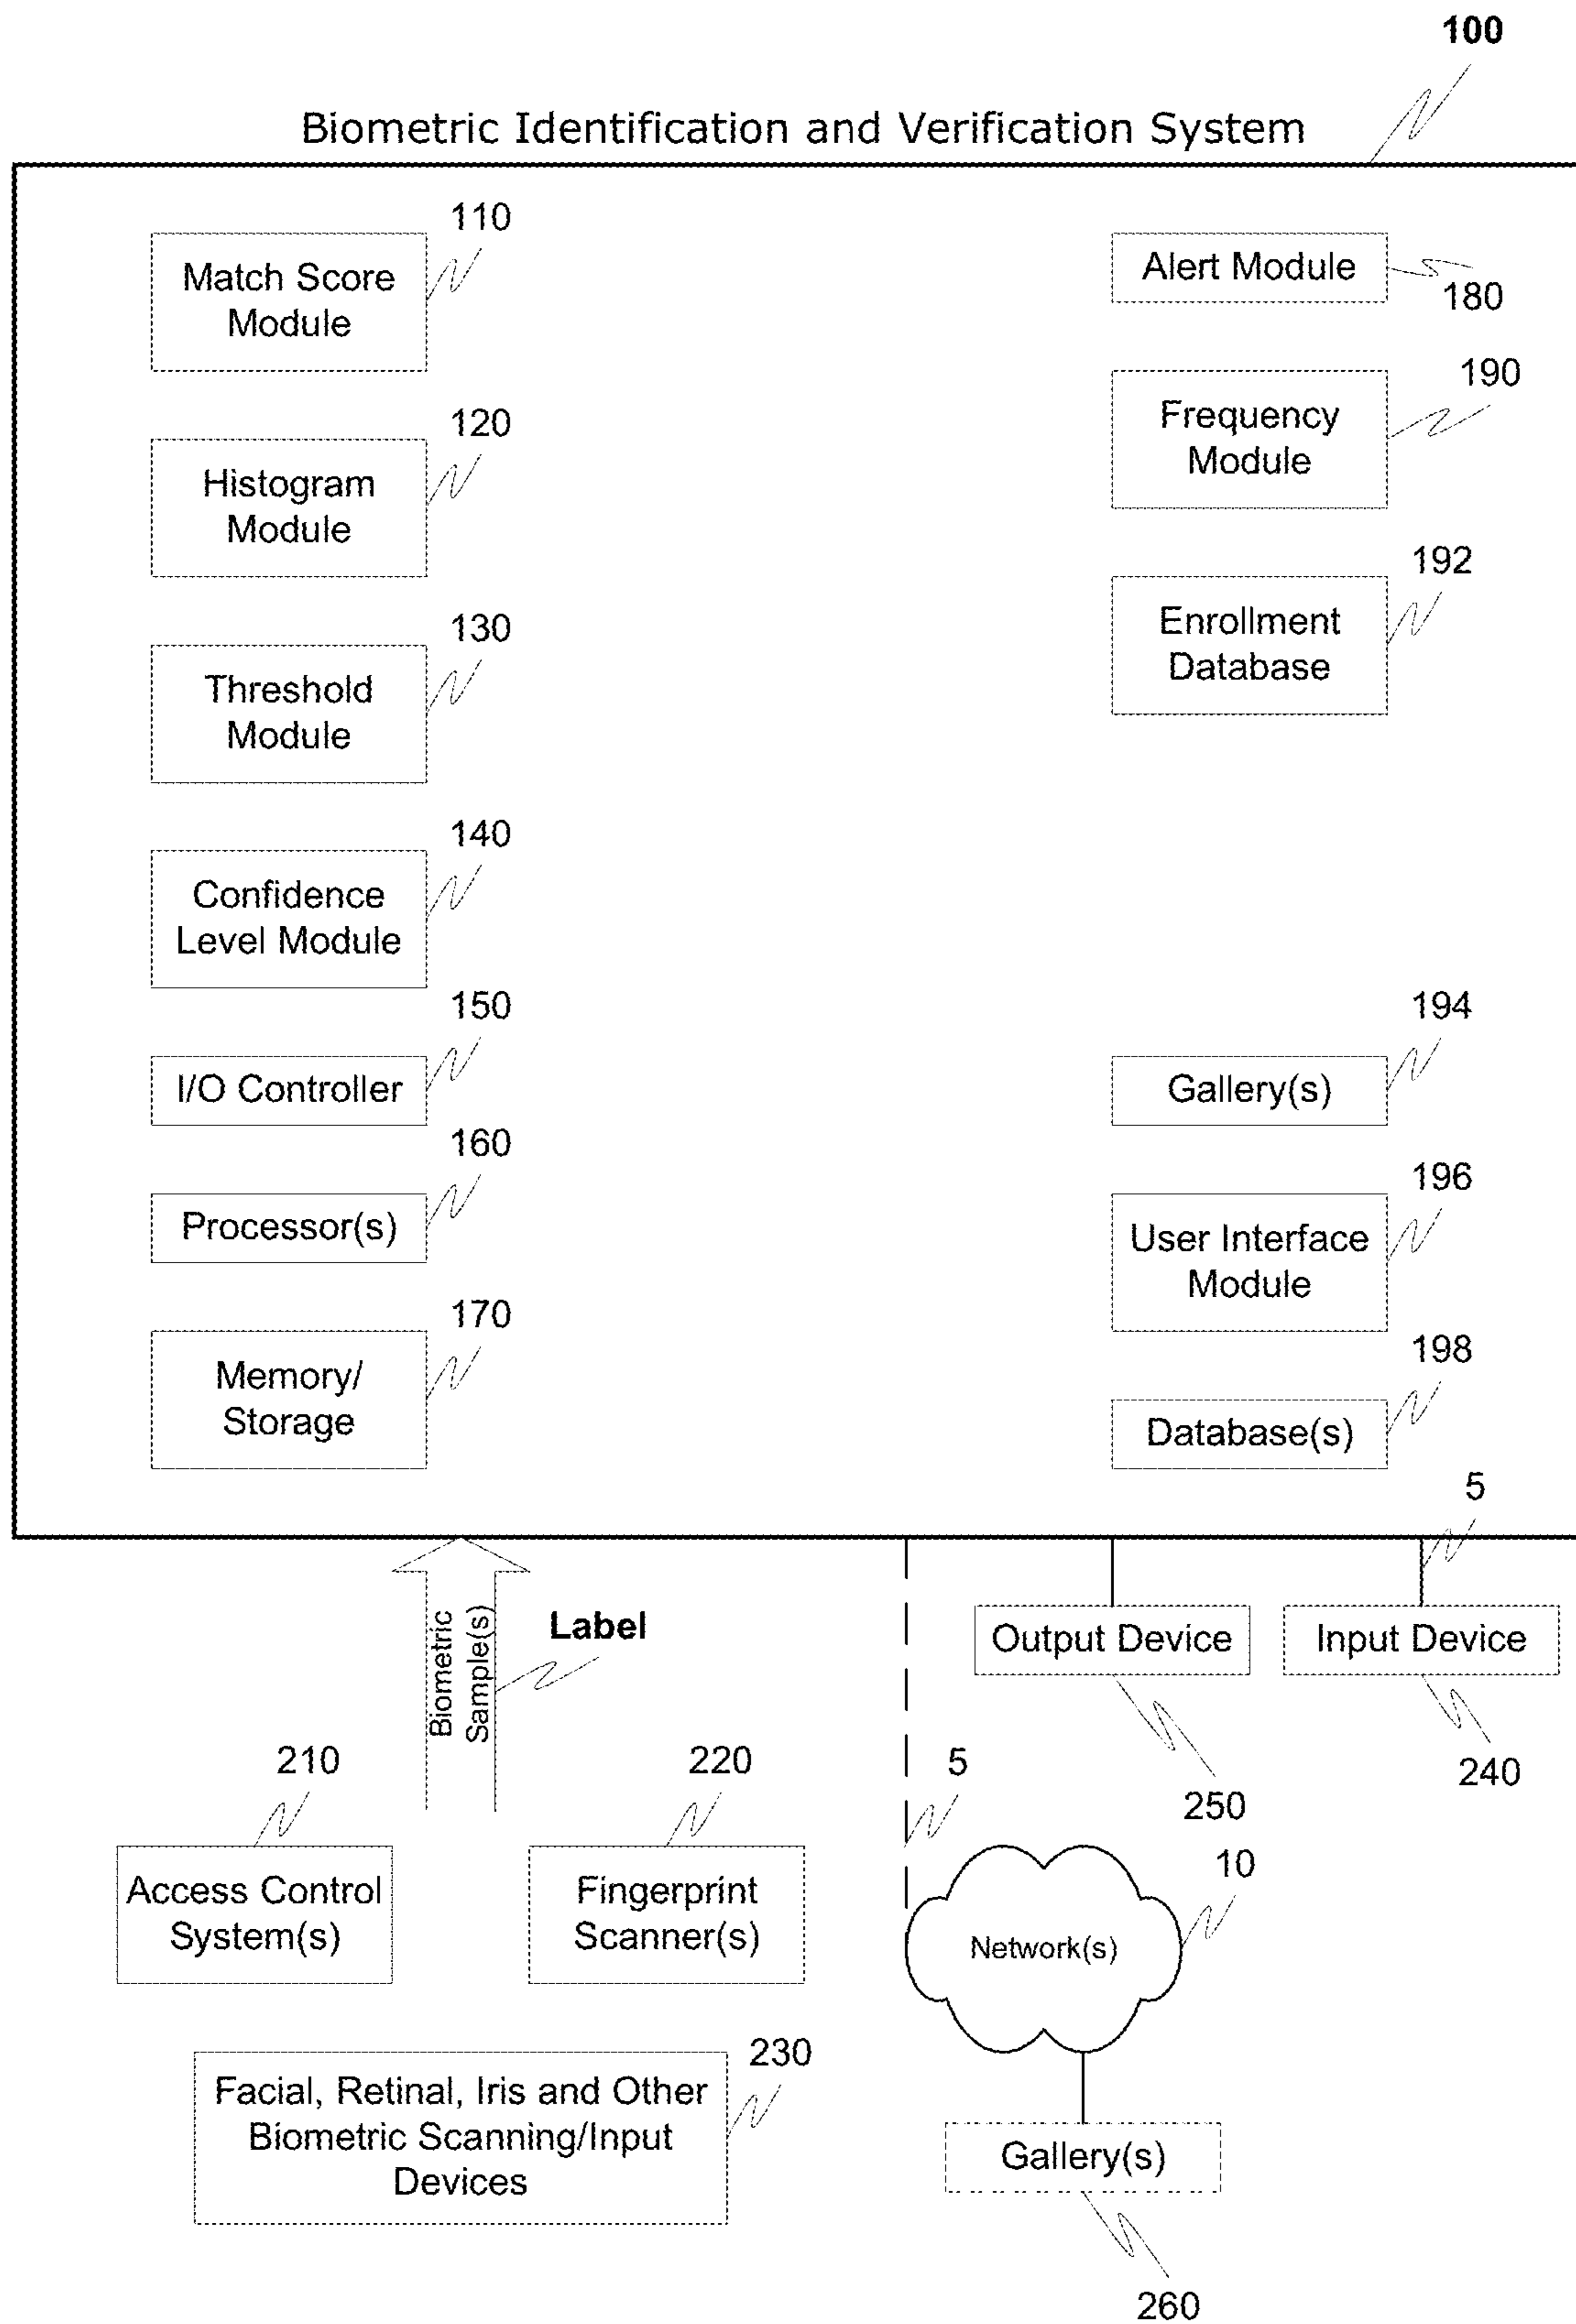 100
Biometric Identification and Verification System
110
Match Score
Module
120
Histogram
Module
130
Threshold
Module
140
Confidence
Level Module
150
I/O Controller
160
Processor(s)
170
Memory/
Storage
Alert Module
180
190
Frequency
Module
192
Enrollment
Database
194
Gallery(s)
196
User Interface
Module
198
Database(s)
5
Biometric
Sample(s)
Label
Output Device
250
Input Device
240
210
Access Control
System(s)
220
Fingerprint
Scanner(s)
5
10
Network(s)
230
Facial, Retinal, Iris and Other
Biometric Scanning/Input
Devices
Gallery(s)
260